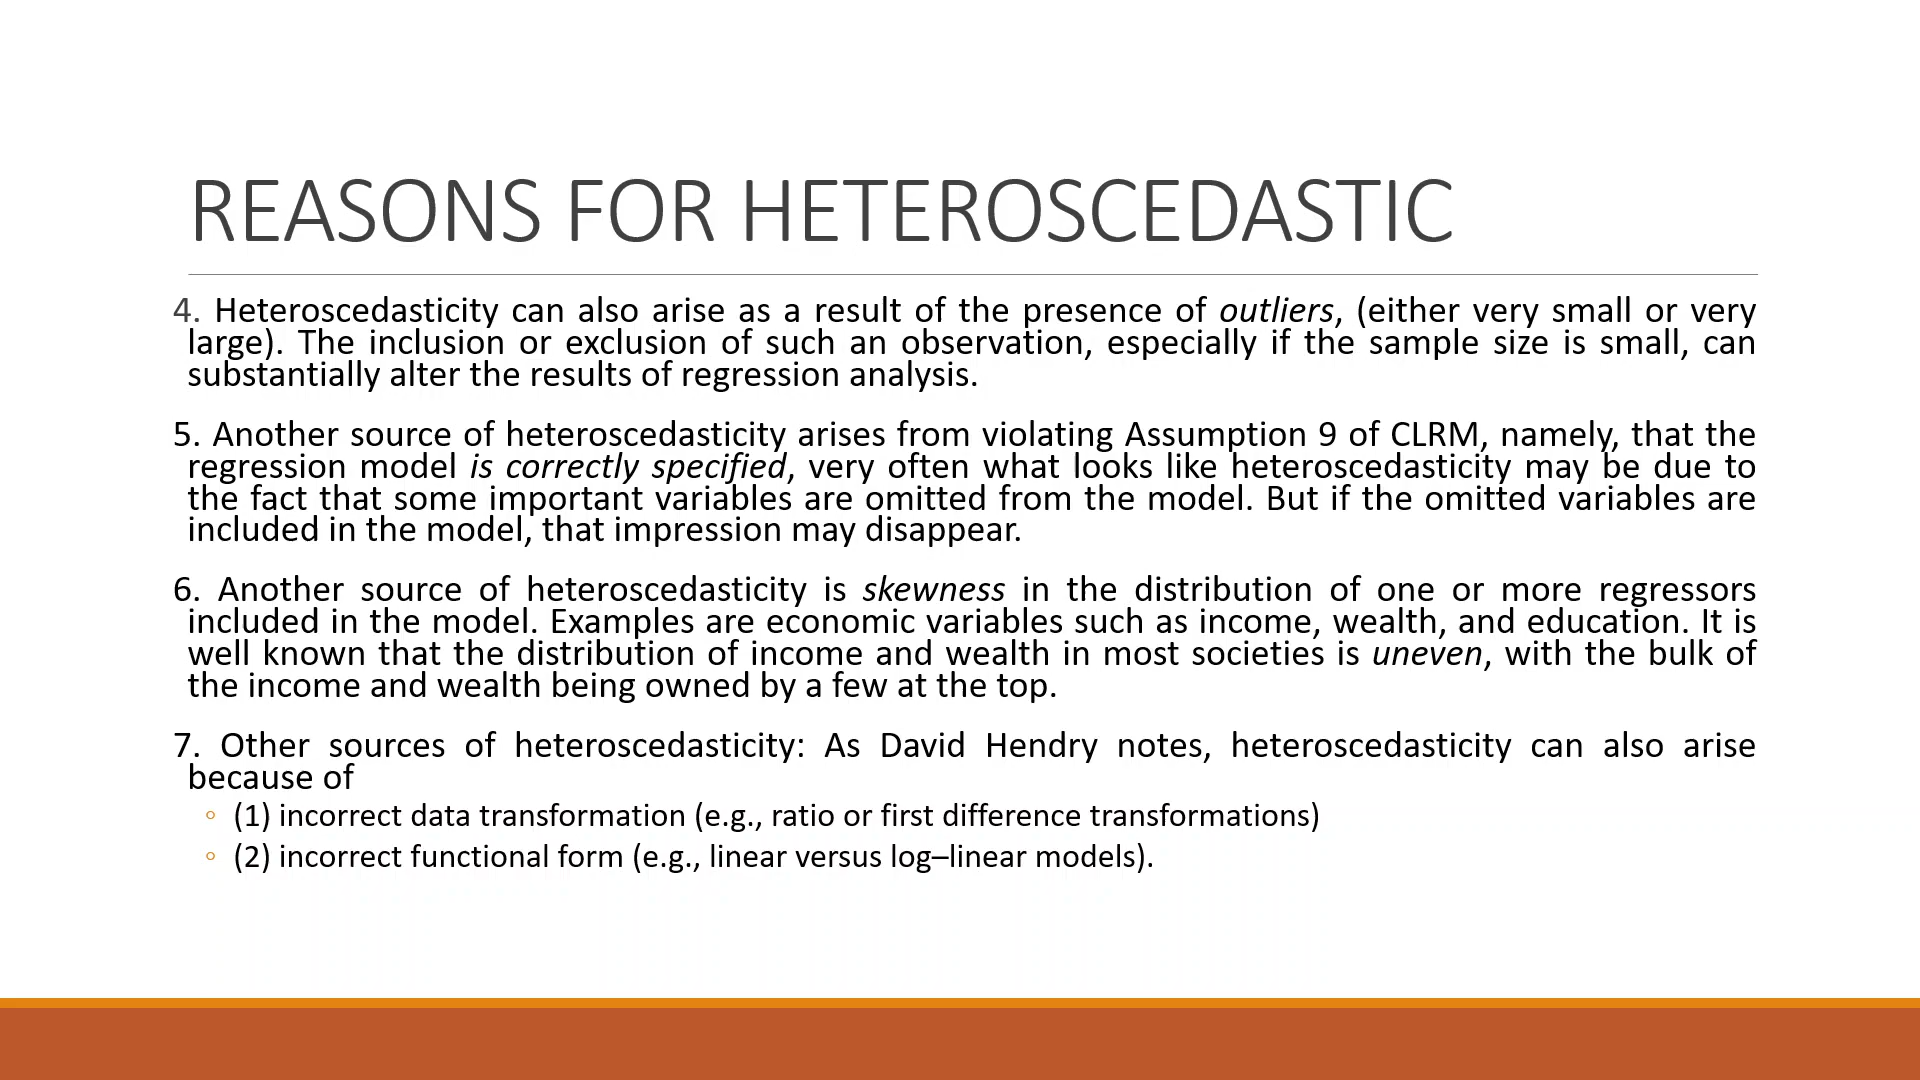 REASONS FOR HETEROSCEDASTIC
4. Heteroscedasticity can also arise as a result of the presence of outliers, (either very small or very
large). The inclusion or exclusion of such an observation, especially if the sample size is small, can
substantially alter the results of regression analysis.
5. Another source of heteroscedasticity arises from violating Assumption 9 of CLRM, namely, that the
regression model is correctly specified, very often what looks like heteroscedasticity may be due to
the fact that some important variables are omitted from the model. But if the omitted variables are
included in the model, that impression may disappear.
6. Another source of heteroscedasticity is skewness in the distribution of one or more regressors
included in the model. Examples are economic variables such as income, wealth, and education. It is
well known that the distribution of income and wealth in most societies is uneven, with the bulk of
the income and wealth being owned by a few at the top.
7. Other sources of heteroscedasticity: As David Hendry notes, heteroscedasticity can also arise
because of
◦ (1) incorrect data transformation (e.g., ratio or first difference transformations)
◦ (2) incorrect functional form (e.g., linear versus log–linear models).